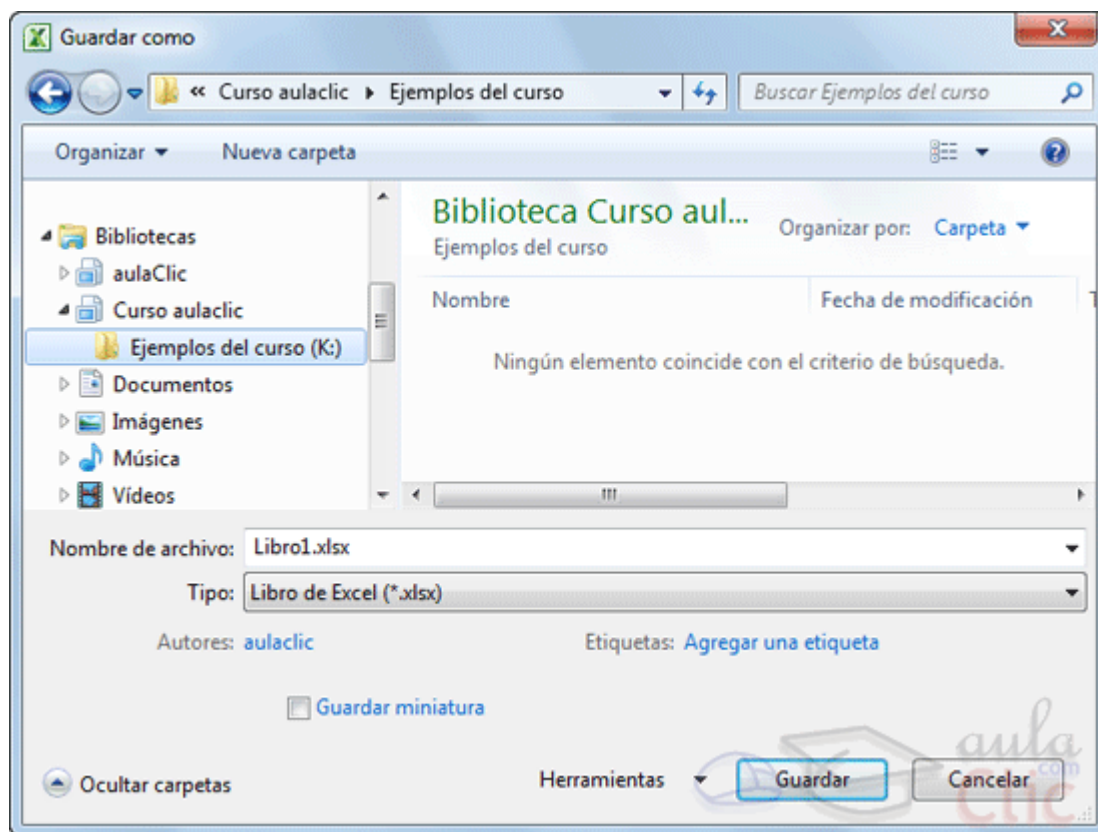 Guardar como
« Curso aulaclic Ejemplos del curso Buscar Ejemplos del curso
Organizar Nueva carpeta
Bibliotecas
aulaClic
Curso aulaclic
Ejemplos del curso (K:)
Documentos
Imágenes
Música
Vídeos
Biblioteca Curso aul...
Ejemplos del curso
Organizar por: Carpeta
Nombre Fecha de modificación T
Ningún elemento coincide con el criterio de búsqueda.
Nombre de archivo: Libro1.xlsx
Tipo: Libro de Excel (*.xlsx)
Autores: aulaclic Etiquetas: Agregar una etiqueta
Guardar miniatura
Ocultar carpetas Herramientas Guardar Cancelar
aula
Clic.com